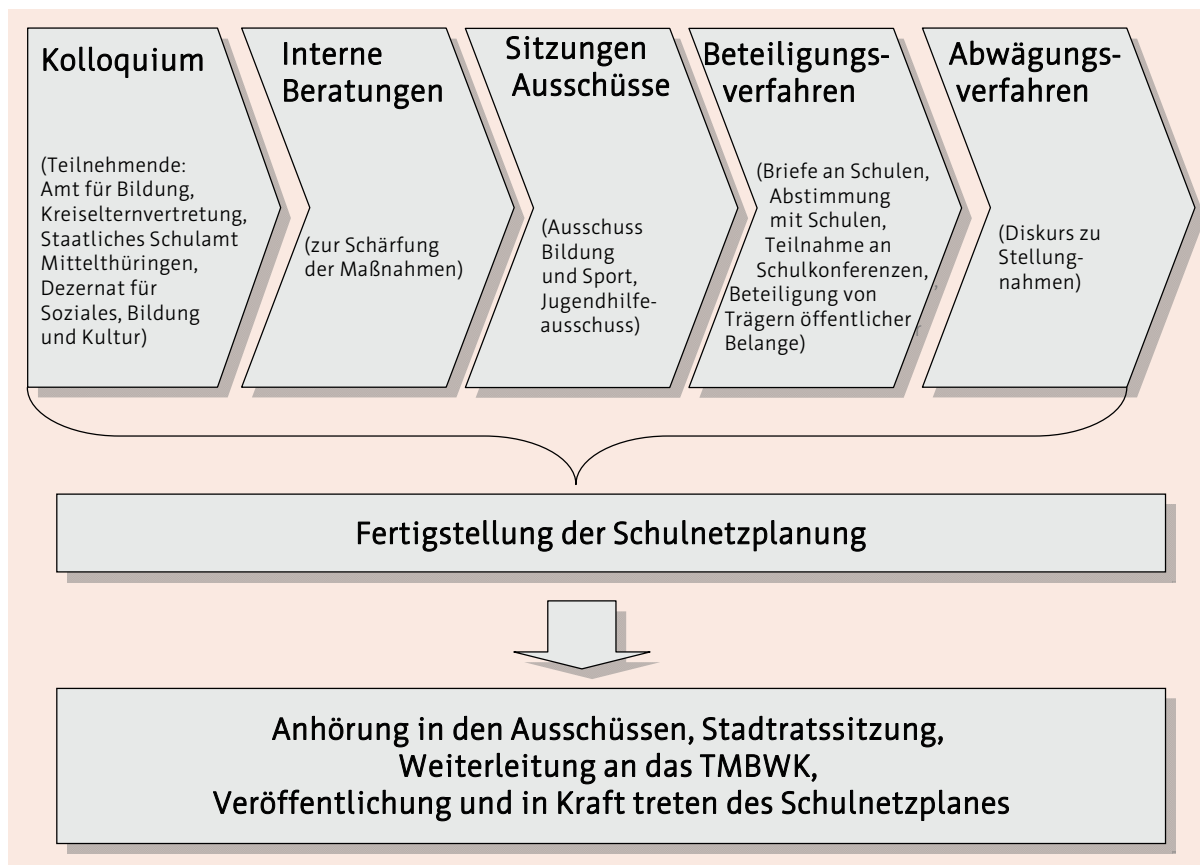 Kolloquium
(Teilnehmende:
Amt für Bildung,
Kreiselternvertretung,
Staatliches Schulamt
Mittelthüringen,
Dezernat für
Soziales, Bildung
und Kultur)
Interne
Beratungen
(zur Schärfung
der Maßnahmen)
Sitzungen
Ausschüsse
(Ausschuss
Bildung
und Sport,
Jugendhilfe-
ausschuss)
Beteiligungs-
verfahren
(Briefe an Schulen,
Abstimmung
mit Schulen,
Teilnahme an
Schulkonferenzen,
Beteiligung von
Trägern öffentlicher
Belange)
Abwägungs-
verfahren
(Diskurs zu
Stellung-
nahmen)
Fertigstellung der Schulnetzplanung
Anhörung in den Ausschüssen, Stadtratssitzung,
Weiterleitung an das TMBWK,
Veröffentlichung und in Kraft treten des Schulnetzplanes